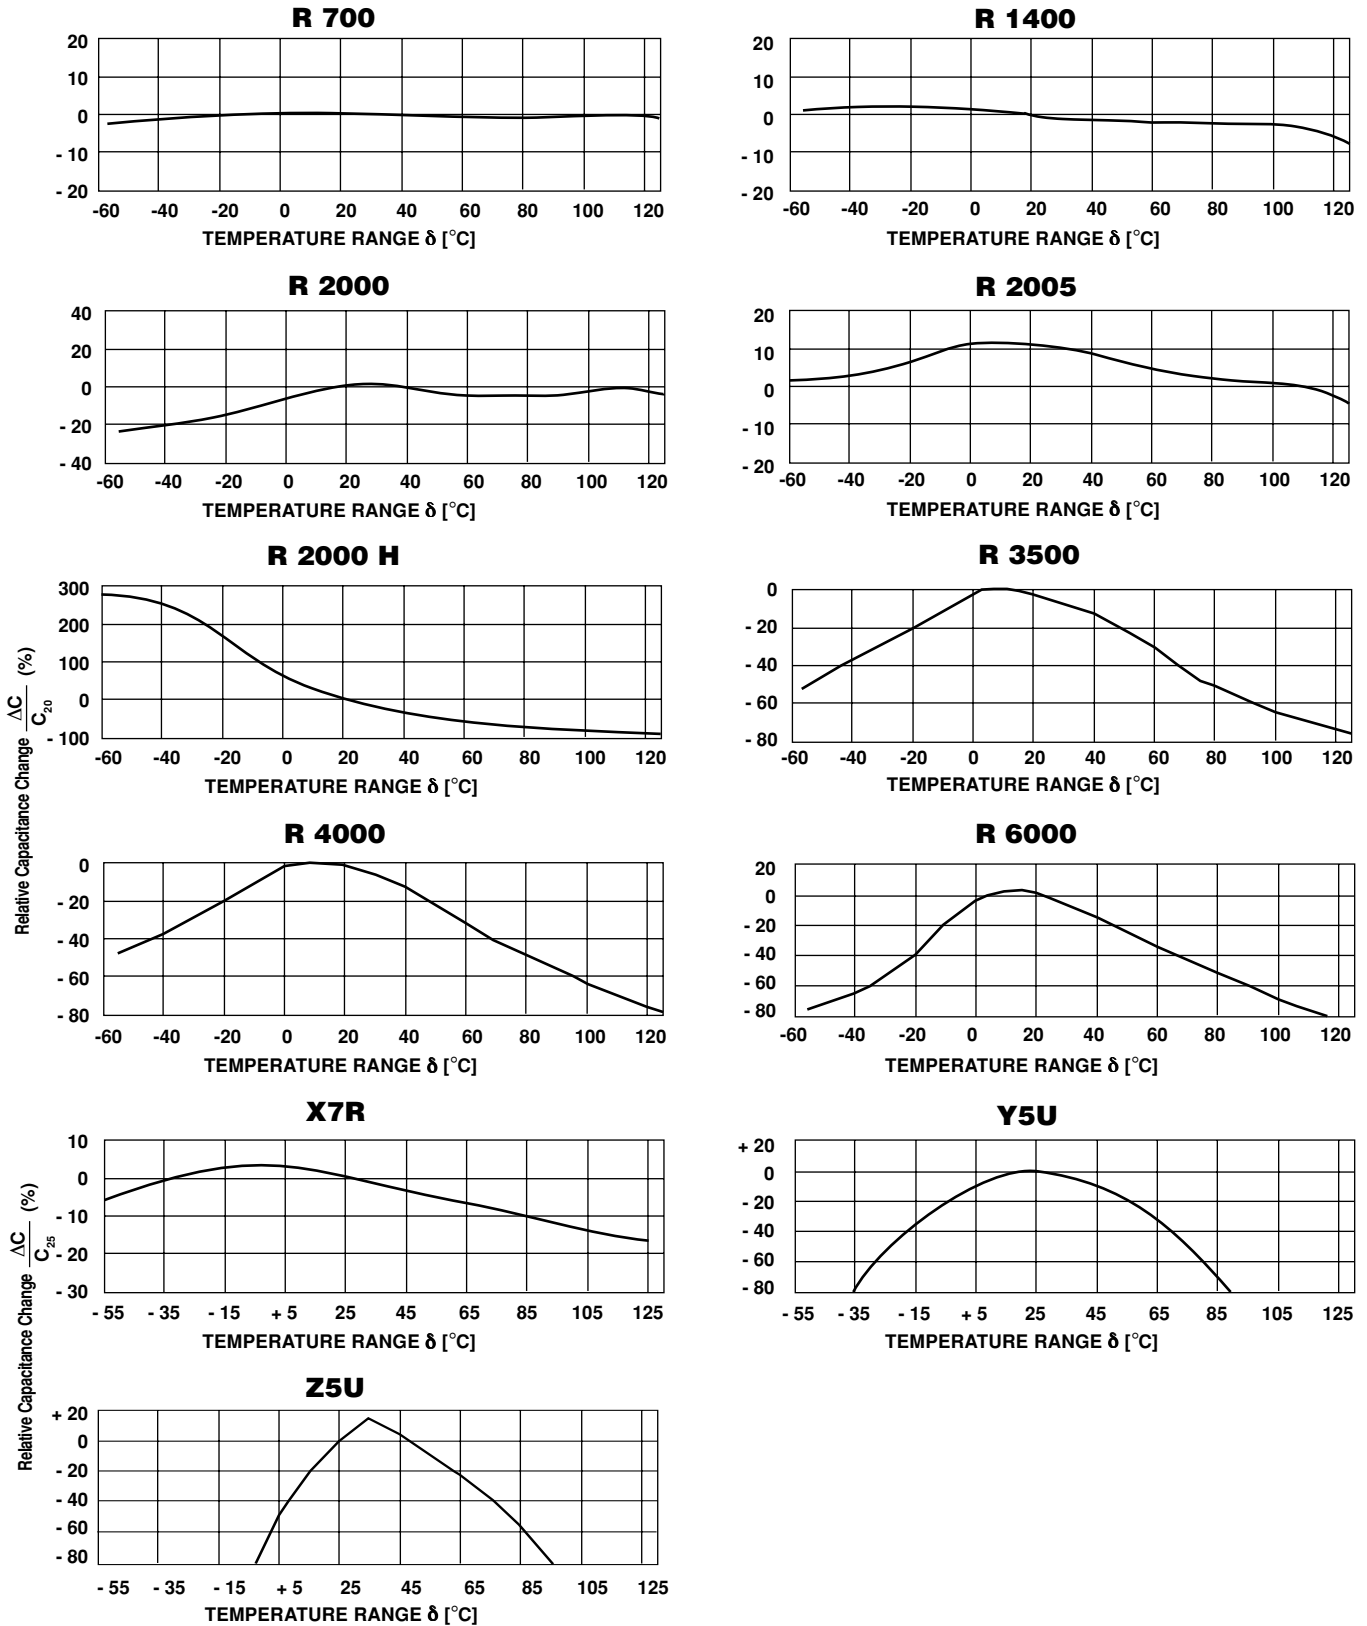 R 700
20
10
0
- 10
- 20
-60 -40 -20 0 20 40 60 80 100 120
TEMPERATURE RANGE δ [°C]
R 1400
20
10
0
- 10
- 20
-60 -40 -20 0 20 40 60 80 100 120
TEMPERATURE RANGE δ [°C]
R 2000
40
20
0
- 20
- 40
-60 -40 -20 0 20 40 60 80 100 120
TEMPERATURE RANGE δ [°C]
R 2005
20
10
0
- 10
- 20
-60 -40 -20 0 20 40 60 80 100 120
TEMPERATURE RANGE δ [°C]
Relative Capacitance Change ΔC/C20 (%)
R 2000 H
300
200
100
0
- 100
-60 -40 -20 0 20 40 60 80 100 120
TEMPERATURE RANGE δ [°C]
R 3500
0
- 20
- 40
- 60
- 80
-60 -40 -20 0 20 40 60 80 100 120
TEMPERATURE RANGE δ [°C]
R 4000
0
- 20
- 40
- 60
- 80
-60 -40 -20 0 20 40 60 80 100 120
TEMPERATURE RANGE δ [°C]
R 6000
20
0
- 20
- 40
- 60
- 80
-60 -40 -20 0 20 40 60 80 100 120
TEMPERATURE RANGE δ [°C]
Relative Capacitance Change ΔC/C25 (%)
X7R
10
0
- 10
- 20
- 30
- 55 - 35 - 15 + 5 25 45 65 85 105 125
TEMPERATURE RANGE δ [°C]
Y5U
+ 20
0
- 20
- 40
- 60
- 80
- 55 - 35 - 15 + 5 25 45 65 85 105 125
TEMPERATURE RANGE δ [°C]
Z5U
+ 20
0
- 20
- 40
- 60
- 80
- 55 - 35 - 15 + 5 25 45 65 85 105 125
TEMPERATURE RANGE δ [°C]